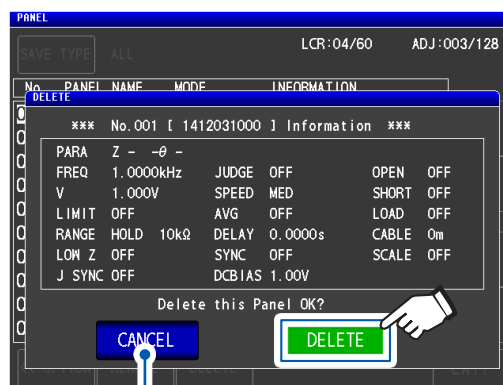 PANEL
SAVE TYPE ALL LCR:04/60 ADJ:003/128
No. PANEL NAME MODE INFORMATION
DELETE
*** No.001 [ 1412031000 ] Information ***
PARA Z - -θ -
FREQ 1.0000kHz JUDGE OFF OPEN OFF
V 1.000V SPEED MED SHORT OFF
LIMIT OFF AVG OFF LOAD OFF
RANGE HOLD 10kΩ DELAY 0.0000s CABLE 0m
LOW Z OFF SYNC OFF SCALE OFF
J SYNC OFF DCBIAS 1.00V
Delete this Panel OK?
CANCEL DELETE
DELETE EXIT